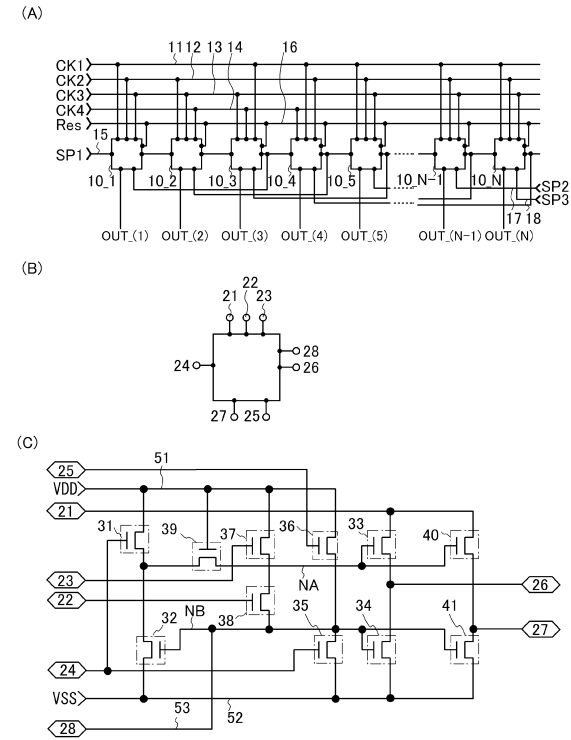 (A)
11 12 13 14 16
CK1
CK2
CK3
CK4
Res
15
SP1
10_1 10_2 10_3 10_4 10_5 10_N-1 10_N
SP2
SP3
17 18
OUT_(1) OUT_(2) OUT_(3) OUT_(4) OUT_(5) OUT_(N-1) OUT_(N)
(B)
22
21 23
24 28
26
27 25
(C)
25 51
VDD
21
31 39 37 36 33 40
23 NA
22
26
NB 32 38 35 34 41
27
24
VSS
53 52
28